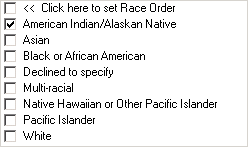 << Click here to set Race Order
American Indian/Alaskan Native
Asian
Black or African American
Declined to specify
Multi-racial
Native Hawaiian or Other Pacific Islander
Pacific Islander
White